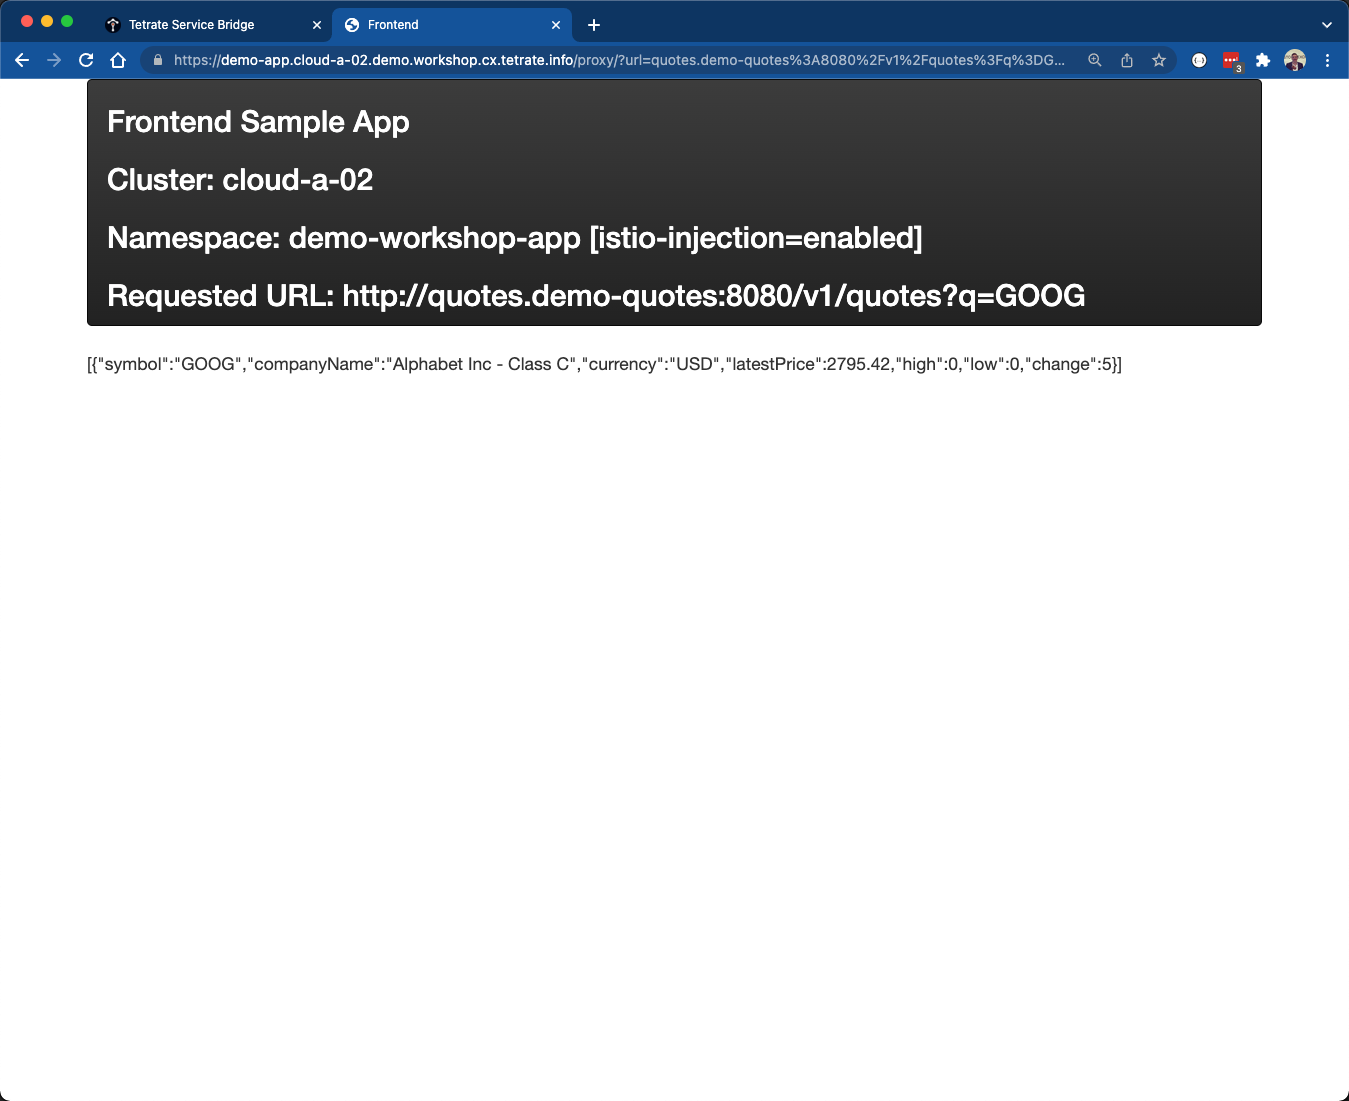 Tetrate Service Bridge
Frontend
https://demo-app.cloud-a-02.demo.workshop.cx.tetrate.info/proxy/?url=quotes.demo-quotes%3A8080%2Fv1%2Fquotes%3Fq%3DG...
3
Frontend Sample App
Cluster: cloud-a-02
Namespace: demo-workshop-app [istio-injection=enabled]
Requested URL: http://quotes.demo-quotes:8080/v1/quotes?q=GOOG
[{"symbol":"GOOG","companyName":"Alphabet Inc - Class C","currency":"USD","latestPrice":2795.42,"high":0,"low":0,"change":5}]